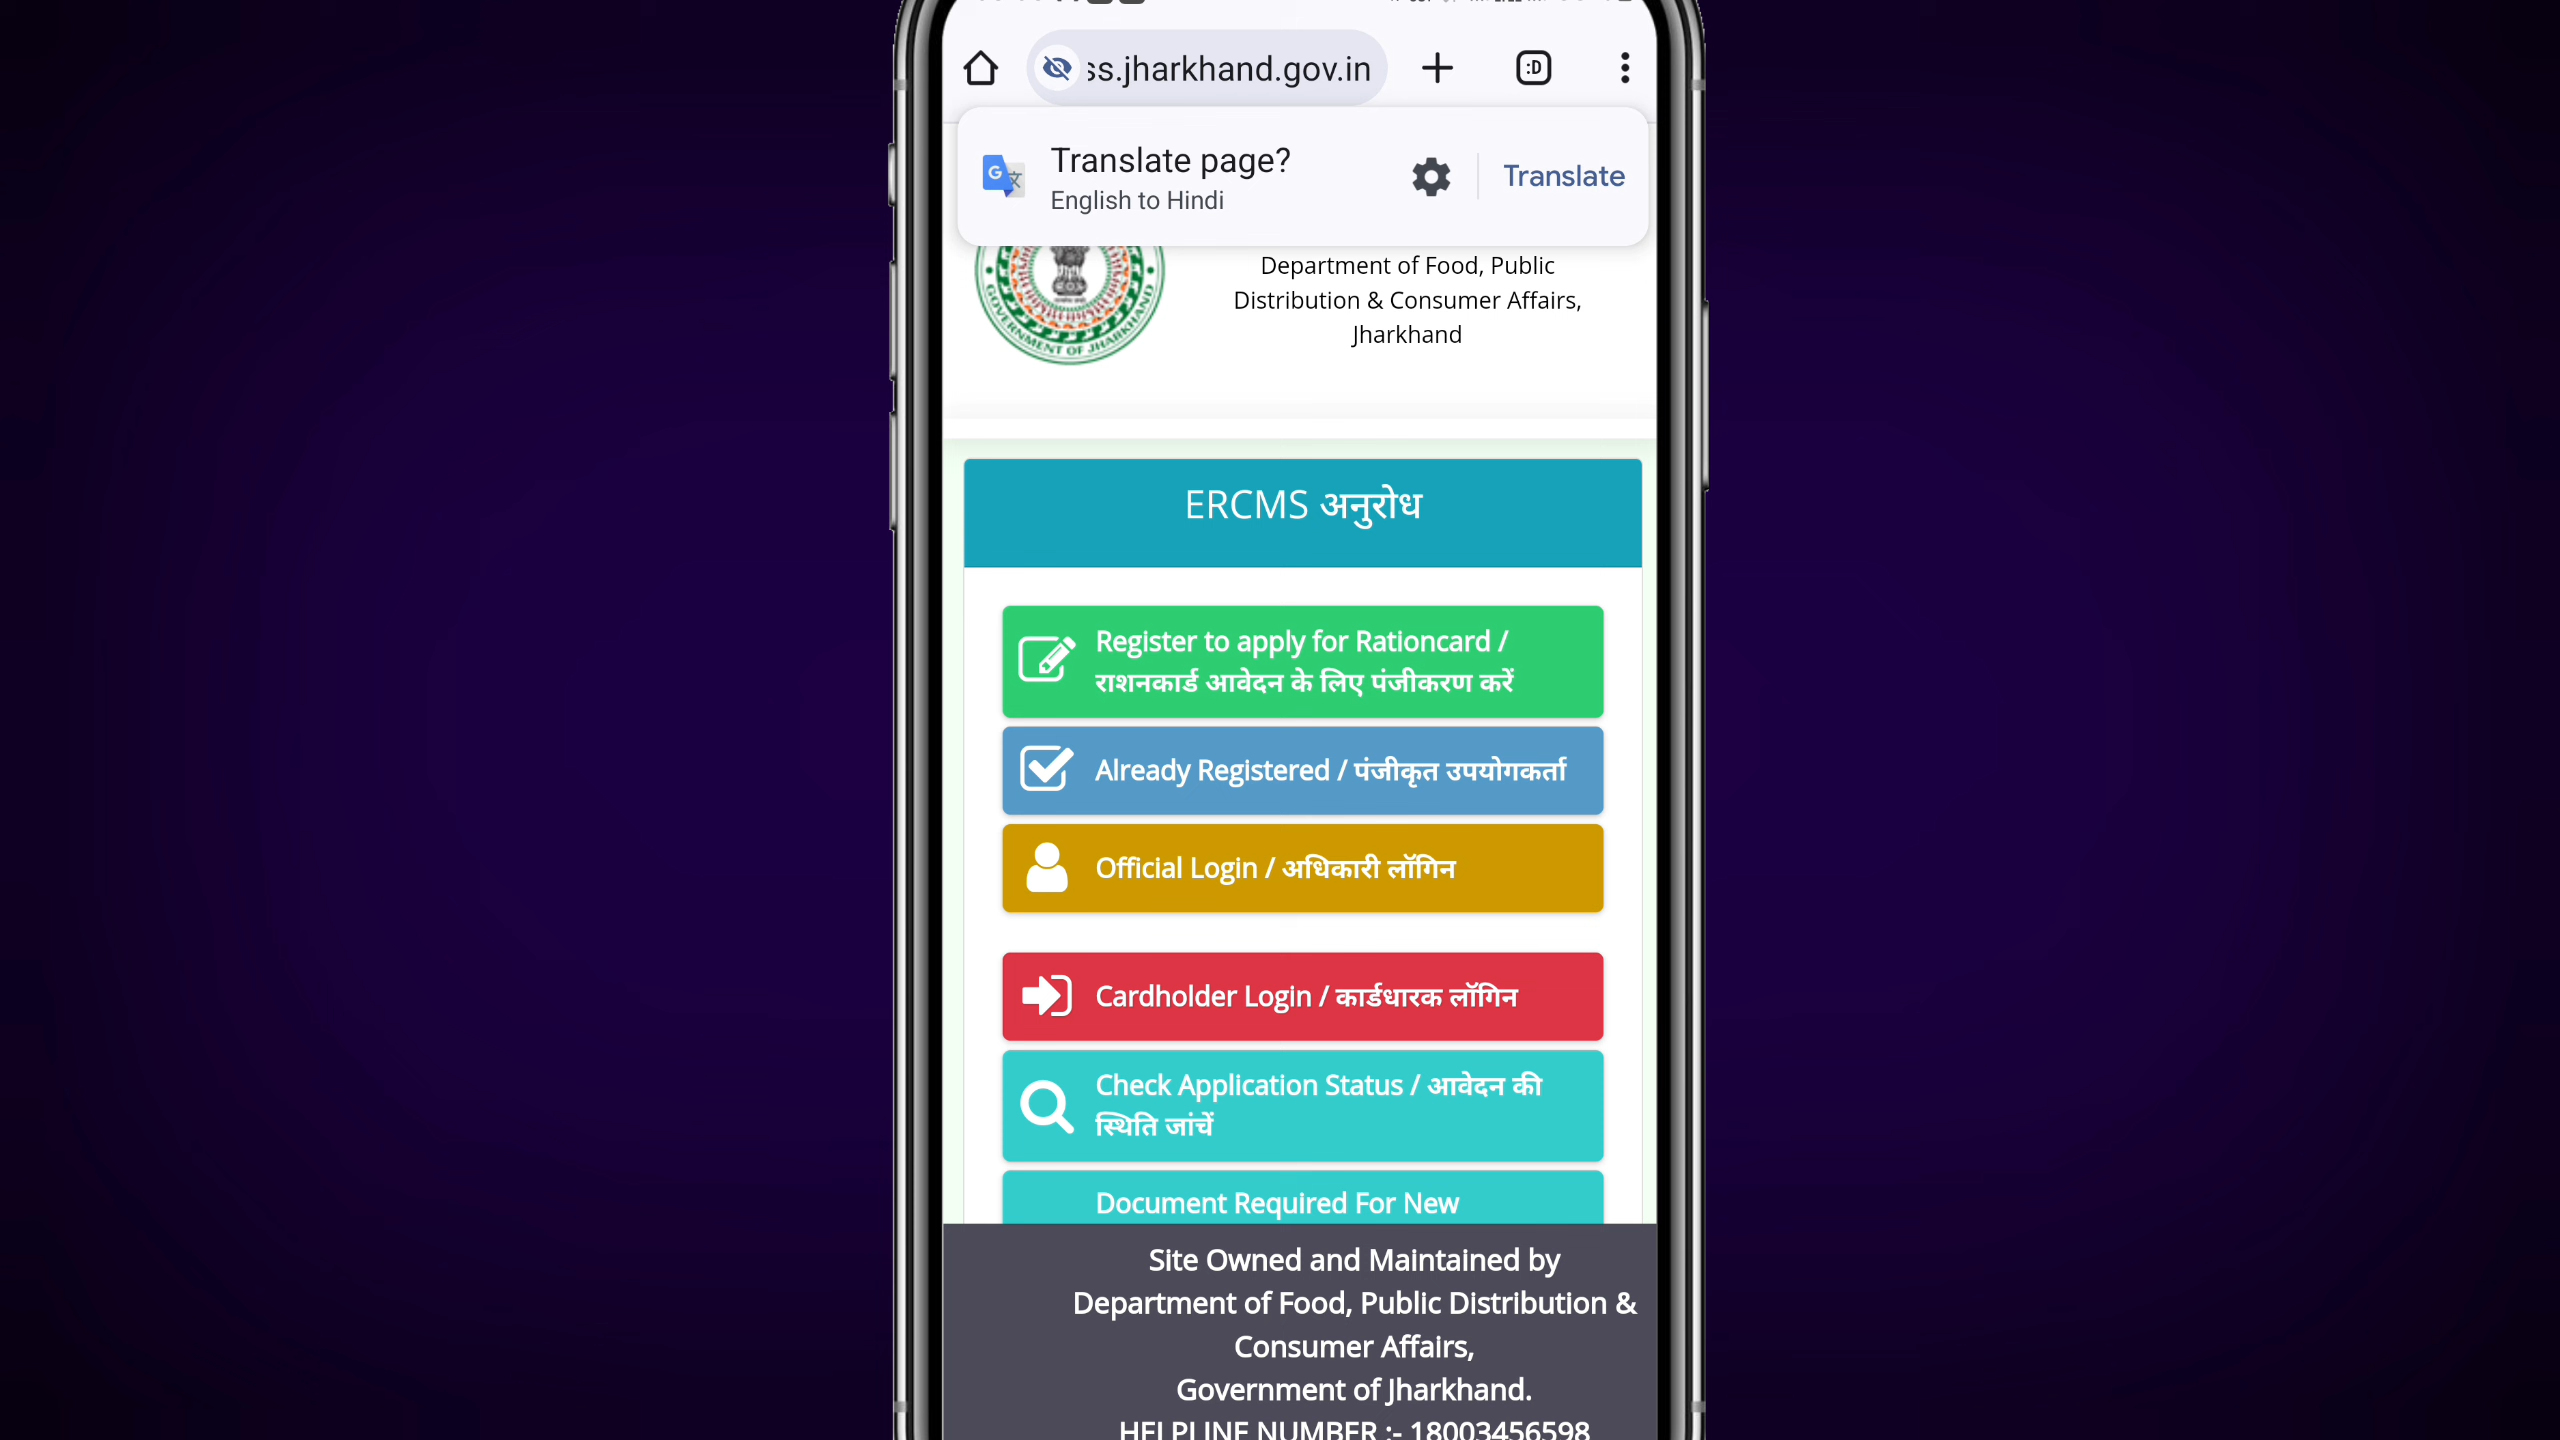 ss.jharkhand.gov.in
:D
Translate page?
English to Hindi
Translate
GOVERNMENT OF JHARKHAND
Department of Food, Public
Distribution & Consumer Affairs,
Jharkhand
ERCMS अनुरोध
Register to apply for Rationcard /
राशनकार्ड आवेदन के लिए पंजीकरण करें
Already Registered / पंजीकृत उपयोगकर्ता
Official Login / अधिकारी लॉगिन
Cardholder Login / कार्डधारक लॉगिन
Check Application Status / आवेदन की
स्थिति जांचें
Document Required For New
Site Owned and Maintained by
Department of Food, Public Distribution &
Consumer Affairs,
Government of Jharkhand.
HELPLINE NUMBER :- 18003456598